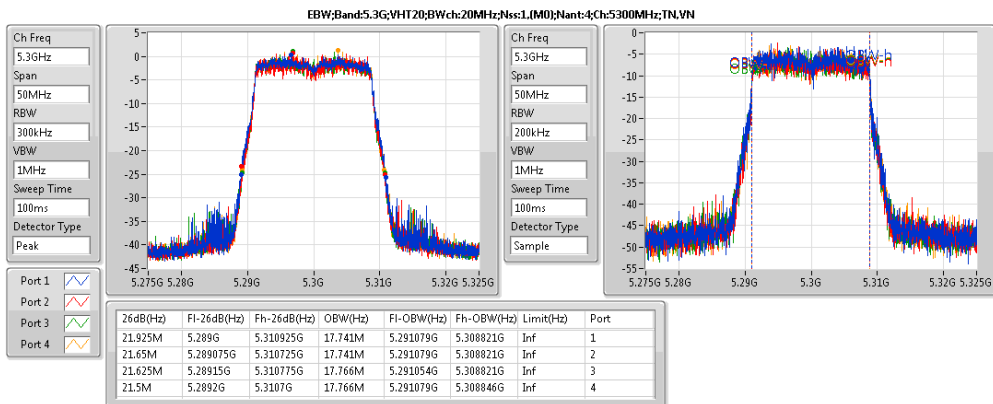 EBW;Band:5.3G;VHT20;BWch:20MHz;Nss:1,(M0);Nant:4;Ch:5300MHz;TN,VN
Ch Freq
5.3GHz
Span
50MHz
RBW
300kHz
VBW
1MHz
Sweep Time
100ms
Detector Type
Peak
5
0
-5
-10
-15
-20
-25
-30
-35
-40
-45
5.275G 5.28G 5.29G 5.3G 5.31G 5.32G 5.325G
Ch Freq
5.3GHz
Span
50MHz
RBW
200kHz
VBW
1MHz
Sweep Time
100ms
Detector Type
Sample
0
-5
-10
-15
-20
-25
-30
-35
-40
-45
-50
-55
5.275G 5.28G 5.29G 5.3G 5.31G 5.32G 5.325G
Port 1
Port 2
Port 3
Port 4
26dB(Hz) Fl-26dB(Hz) Fh-26dB(Hz) OBW(Hz) Fl-OBW(Hz) Fh-OBW(Hz) Limit(Hz) Port
21.925M 5.289G 5.310925G 17.741M 5.291079G 5.308821G Inf 1
21.65M 5.289075G 5.310725G 17.741M 5.291079G 5.308821G Inf 2
21.625M 5.28915G 5.310775G 17.766M 5.291054G 5.308821G Inf 3
21.5M 5.2892G 5.3107G 17.766M 5.291079G 5.308846G Inf 4